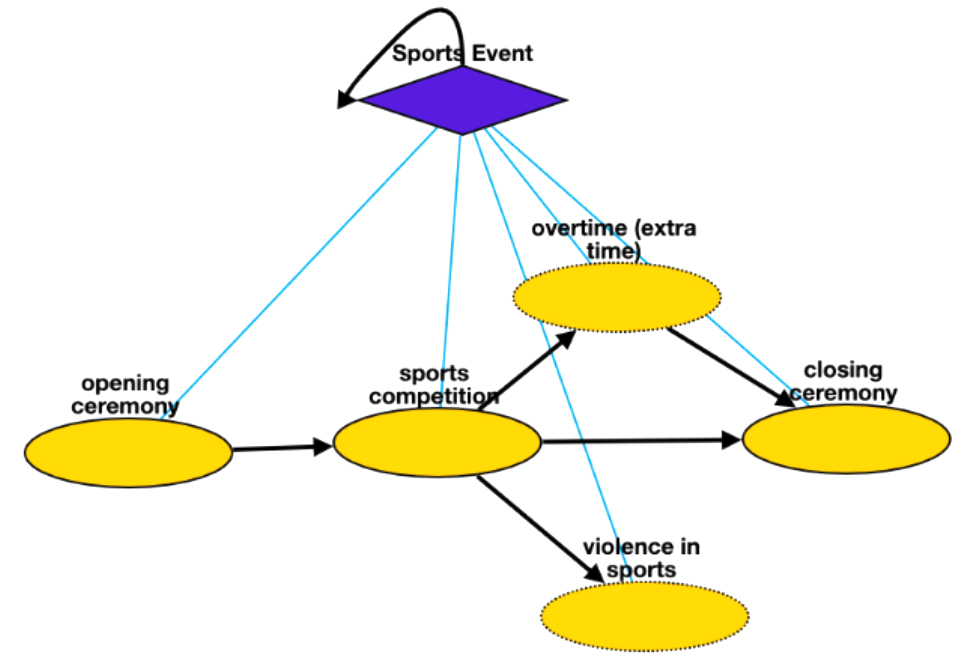 Sports Event
overtime (extra
time)
opening
ceremony
sports
competition
closing
ceremony
violence in
sports